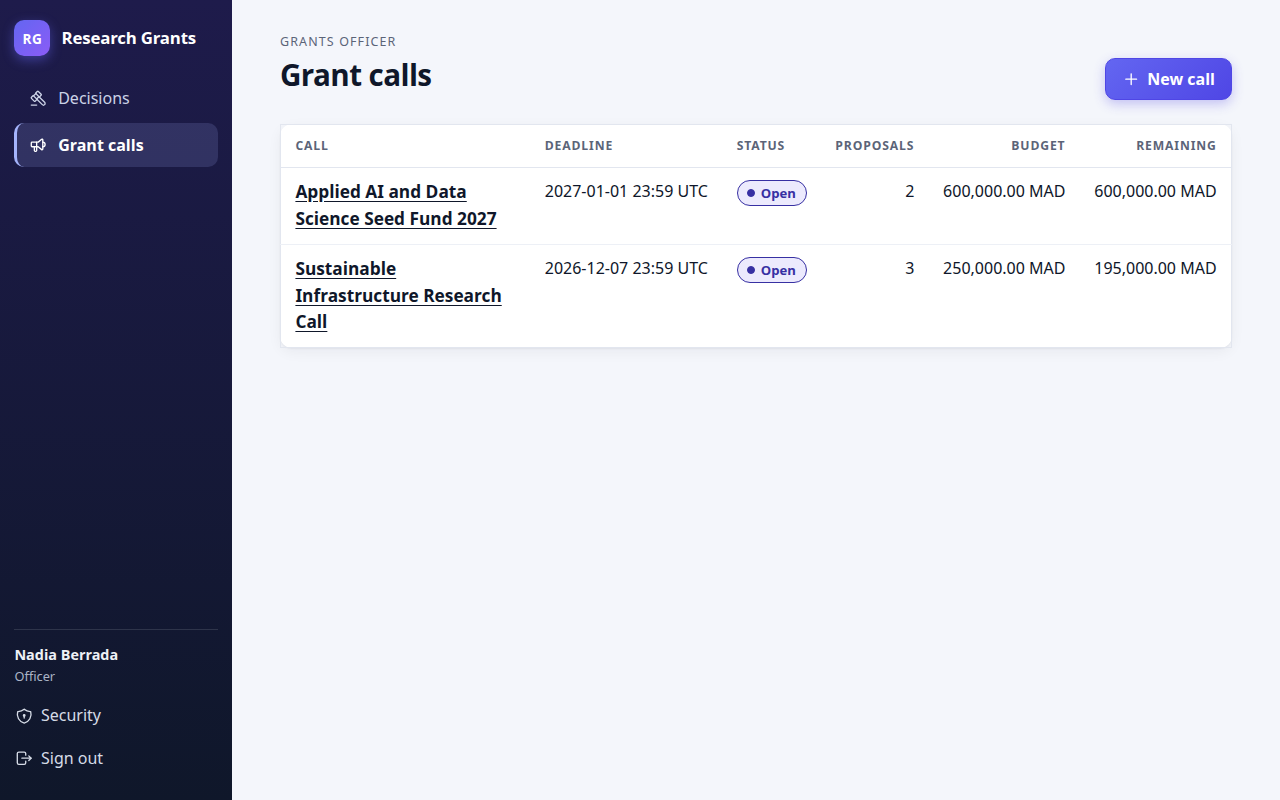 RG Research Grants
Decisions
Grant calls
Nadia Berrada
Officer
Security
Sign out
GRANTS OFFICER
Grant calls
New call
CALL DEADLINE STATUS PROPOSALS BUDGET REMAINING
Applied AI and Data 2027-01-01 23:59 UTC Open 2 600,000.00 MAD 600,000.00 MAD
Science Seed Fund 2027
Sustainable 2026-12-07 23:59 UTC Open 3 250,000.00 MAD 195,000.00 MAD
Infrastructure Research
Call